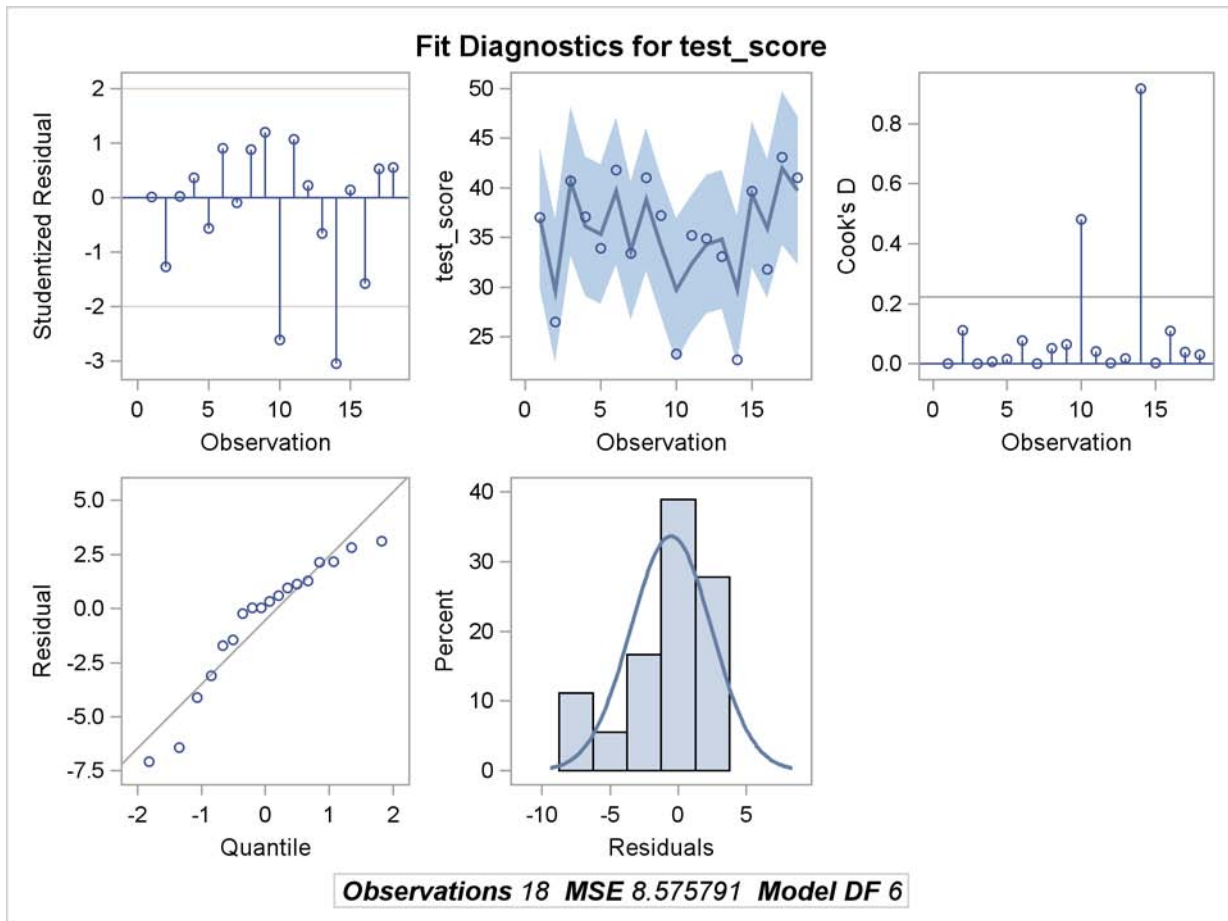 Fit Diagnostics for test_score
Studentized Residual
2
1
0
-1
-2
-3
0 5 10 15
Observation
test_score
50
45
40
35
30
25
0 5 10 15
Observation
Cook's D
0.8
0.6
0.4
0.2
0.0
0 5 10 15
Observation
Residual
5.0
2.5
0.0
-2.5
-5.0
-7.5
-2 -1 0 1 2
Quantile
Percent
40
30
20
10
0
-10 -5 0 5
Residuals
Observations 18 MSE 8.575791 Model DF 6